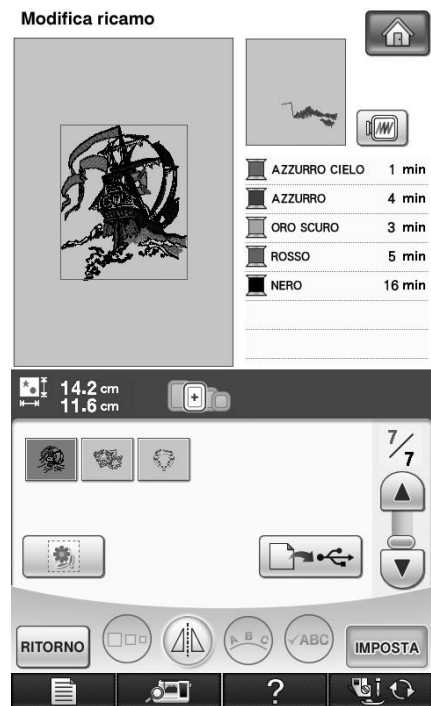 Modifica ricamo
AZZURRO CIELO 1 min
AZZURRO 4 min
ORO SCURO 3 min
ROSSO 5 min
NERO 16 min
14.2 cm
11.6 cm
7/7
RITORNO
A B C
✓ABC
IMPOSTA
?